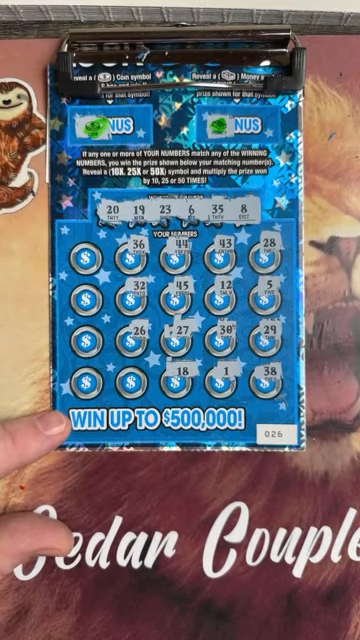 Coin symbol
Reveal a
Money
for that symbol!
prize shown for that symbol!
If any one or more of YOUR NUMBERS match any of the WINNING
NUMBERS, you win the prize shown below your matching number(s).
Reveal a (10X, 25X or 50X) symbol and multiply the prize won
by 10, 25 or 50 TIMES!
20 19 23 6 35 8
YOUR NUMBERS
36 44 43 28
32 45 12 5
26 27 30 29
18 1 38
WIN UP TO $500,000!
026
Cedar Couple